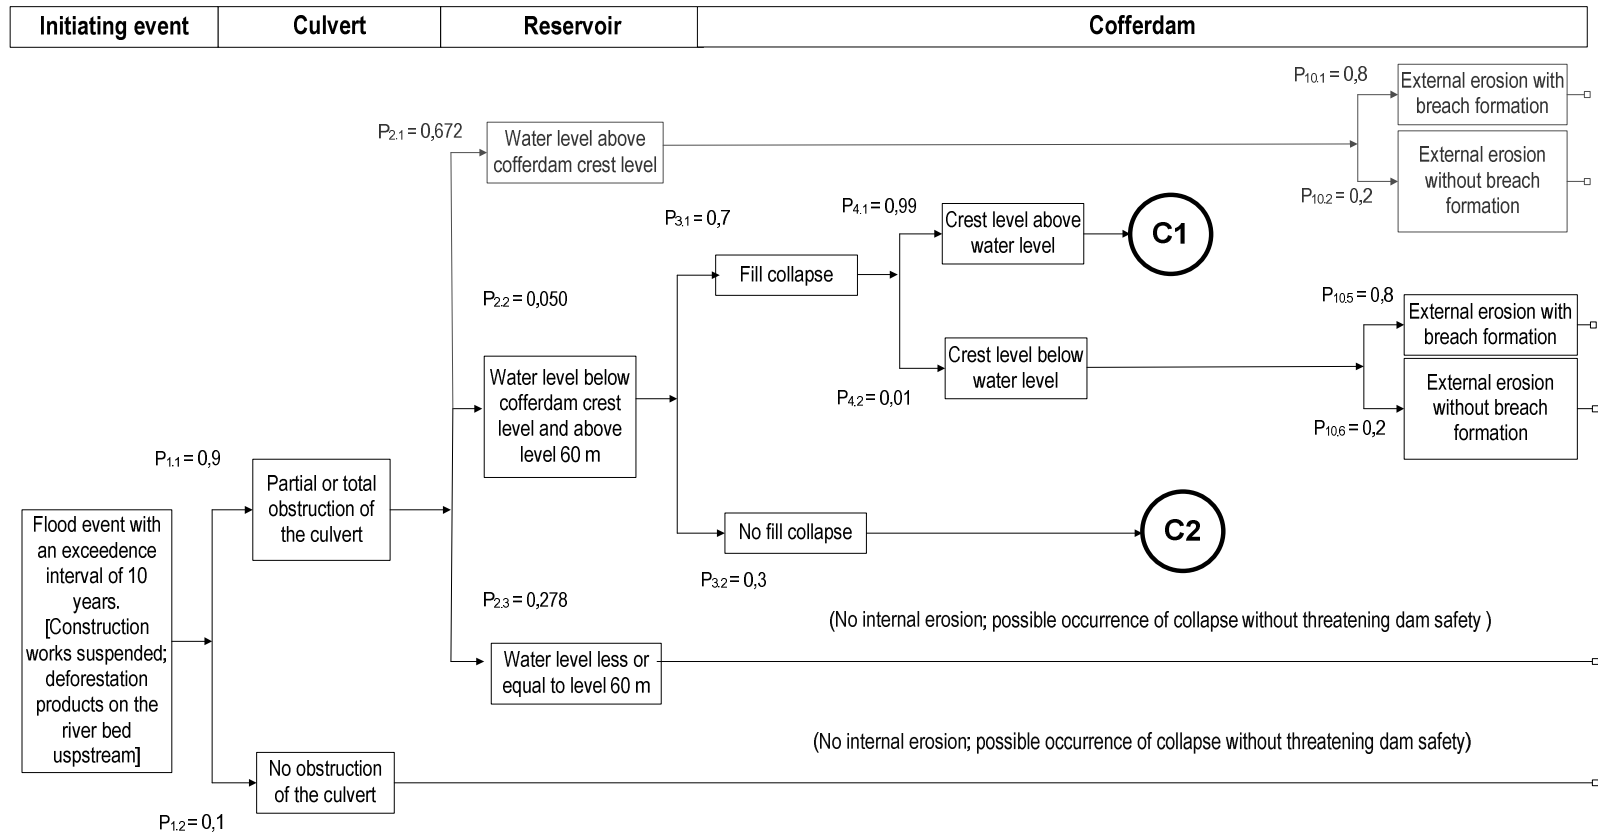 Initiating event
Culvert
Reservoir
Cofferdam
P10.1 = 0,8
External erosion with
breach formation
P2.1 = 0,672
Water level above
cofferdam crest level
External erosion
without breach
formation
P10.2 = 0,2
P3.1 = 0,7
P4.1 = 0,99
Crest level above
water level
C1
Fill collapse
P2.2 = 0,050
P10.5 = 0,8
External erosion with
breach formation
Crest level below
water level
P4.2 = 0,01
Water level below
cofferdam crest
level and above
level 60 m
External erosion
without breach
formation
P10.6 = 0,2
P1.1 = 0,9
Partial or total
obstruction of
the culvert
No fill collapse
C2
P3.2 = 0,3
Flood event with
an exceedence
interval of 10
years.
[Construction
works suspended;
deforestation
products on the
river bed
uspstream]
P2.3 = 0,278
(No internal erosion; possible occurrence of collapse without threatening dam safety )
Water level less or
equal to level 60 m
(No internal erosion; possible occurrence of collapse without threatening dam safety)
No obstruction
of the culvert
P1.2 = 0,1